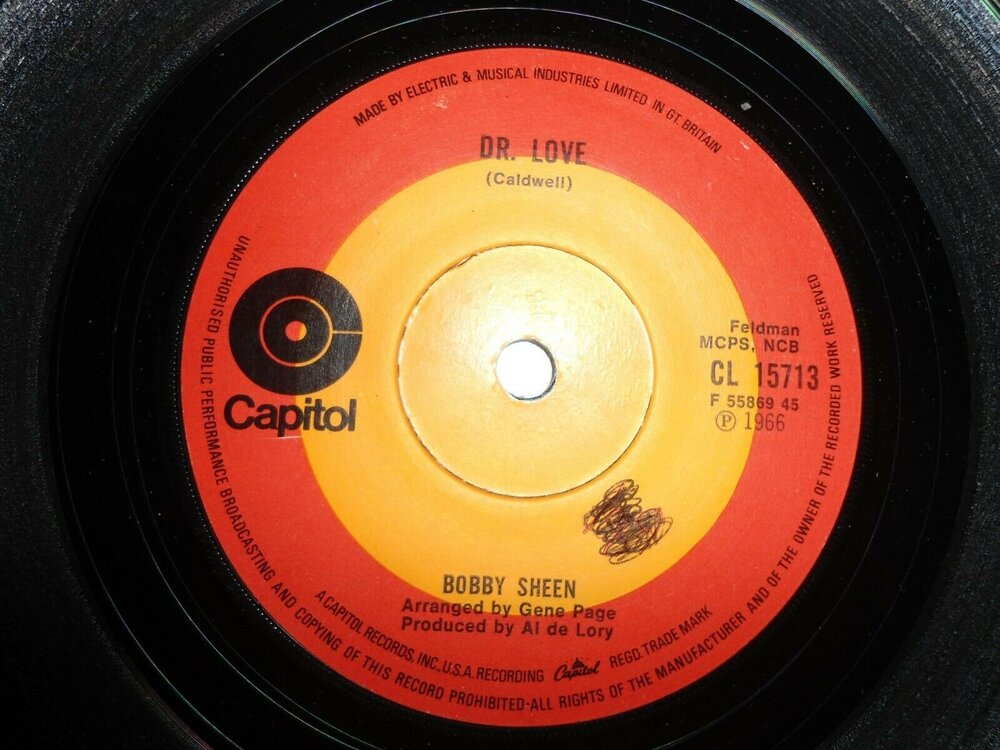 MADE BY ELECTRIC & MUSICAL INDUSTRIES LIMITED IN GT. BRITAIN
DR. LOVE
(Caldwell)
Capitol
Feldman
MCPS, NCB
CL 15713
F 55869 45
Ⓟ 1966
BOBBY SHEEN
Arranged by Gene Page
Produced by Al de Lory
A CAPITOL RECORDS, INC., U.S.A. RECORDING Capitol REGD. TRADE MARK
UNAUTHORISED PUBLIC PERFORMANCE BROADCASTING AND COPYING OF THIS RECORD PROHIBITED-ALL RIGHTS OF THE MANUFACTURER AND OF THE OWNER OF THE RECORDED WORK RESERVED